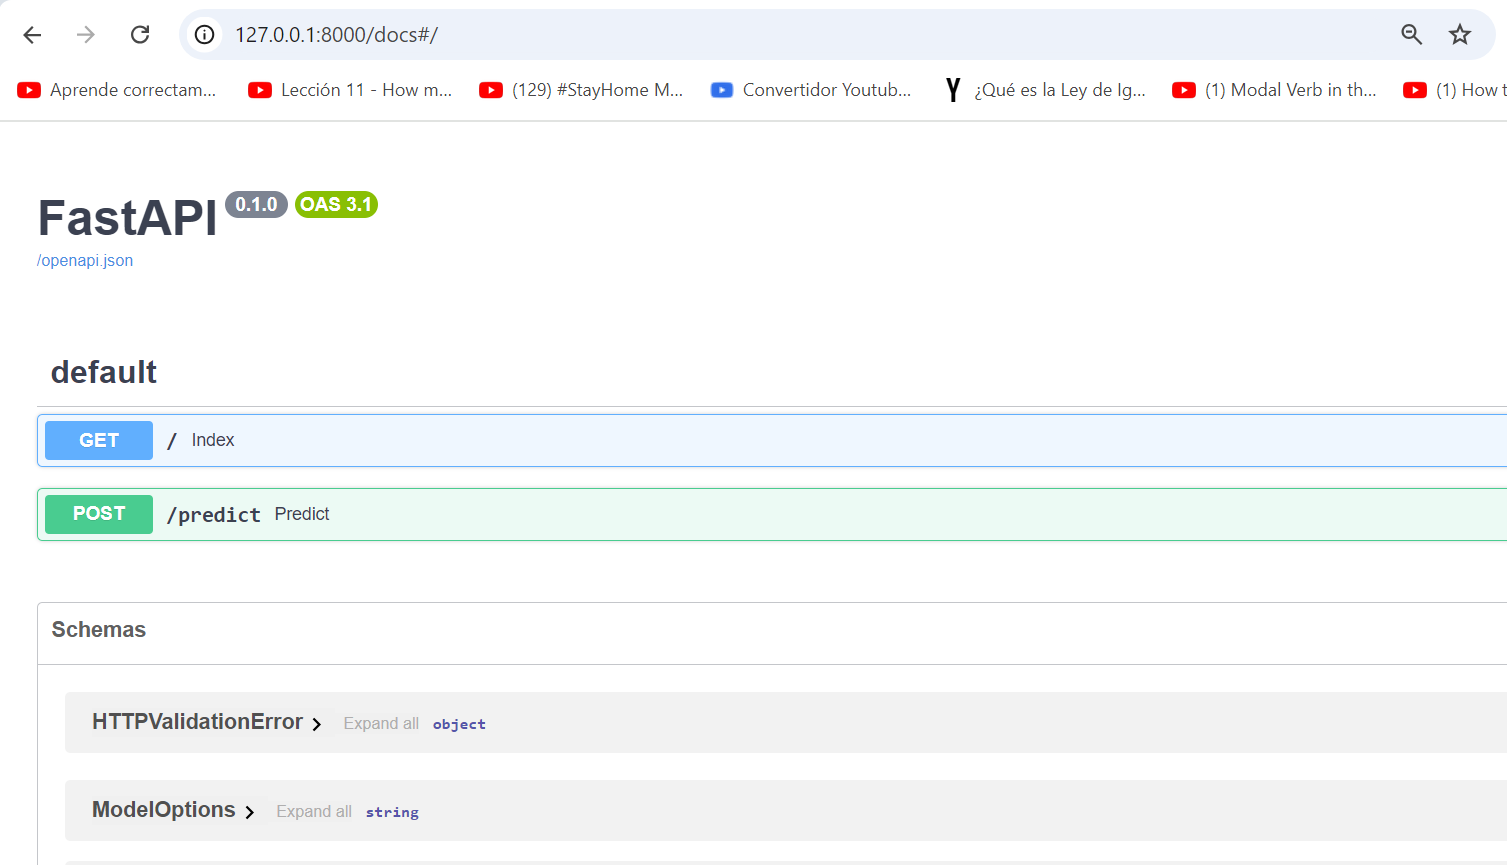 127.0.0.1:8000/docs#/
Aprende correctam... Lección 11 - How m... (129) #StayHome M... Convertidor Youtub... ¿Qué es la Ley de Ig... (1) Modal Verb in th... (1) How t
FastAPI 0.1.0 OAS 3.1
/openapi.json
default
GET / Index
POST /predict Predict
Schemas
HTTPValidationError Expand all object
ModelOptions Expand all string